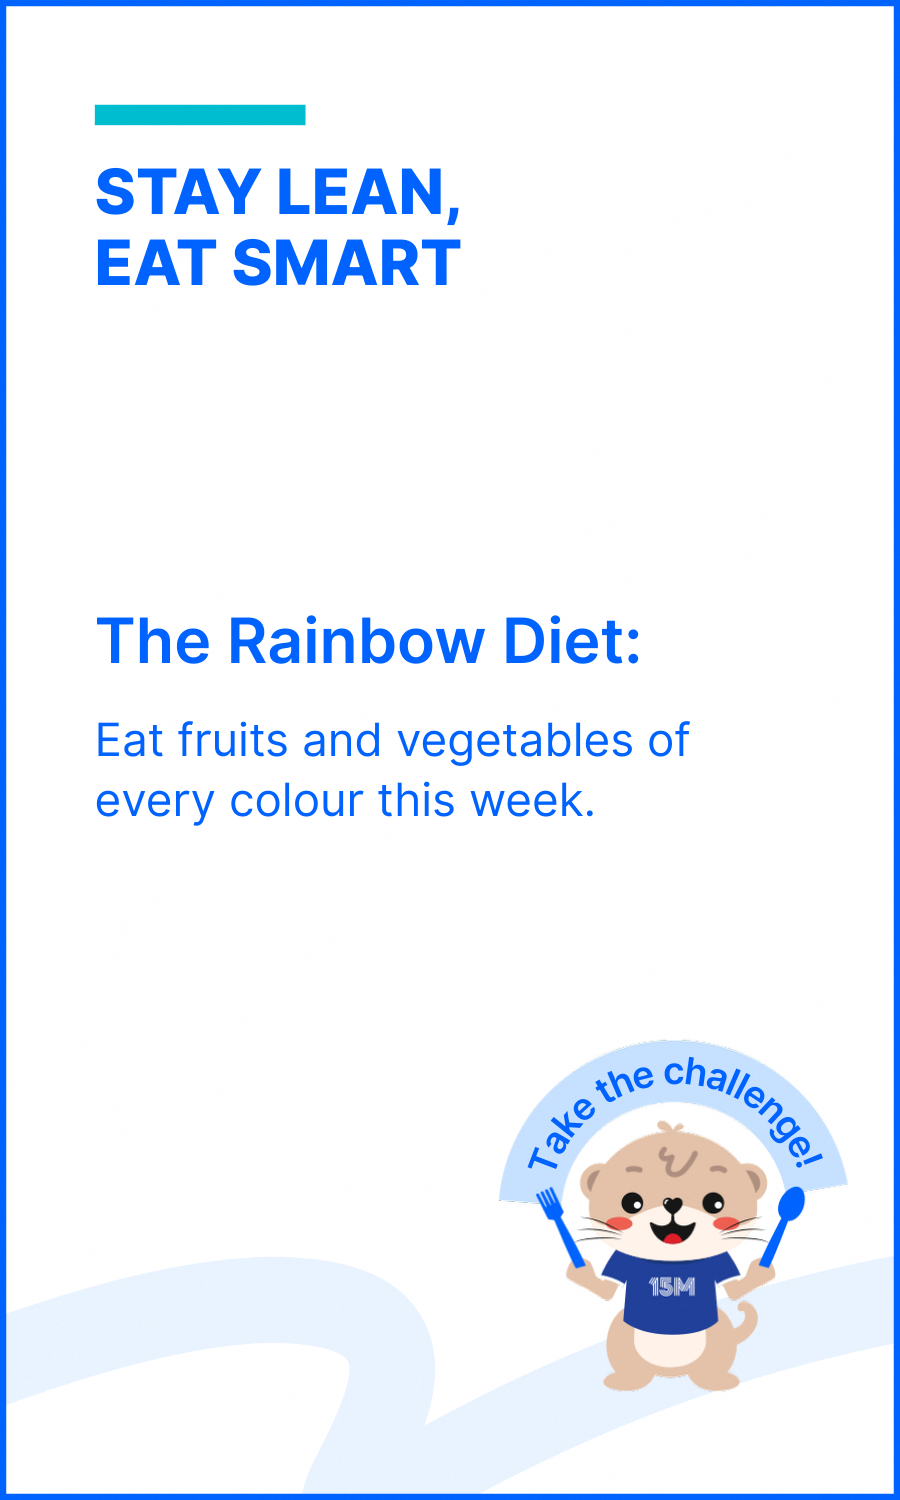 STAY LEAN,
EAT SMART
The Rainbow Diet:
Eat fruits and vegetables of
every colour this week.
Take the challenge!
15M